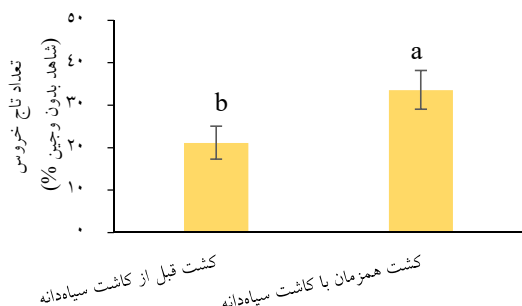 تعداد تاج خروس
(شاهد بدون وجین %)
۵۰
۴۰
۳۰
۲۰
۱۰
۰
b
a
کشت قبل از کاشت سیاه‌دانه
کشت همزمان با کاشت سیاه‌دانه